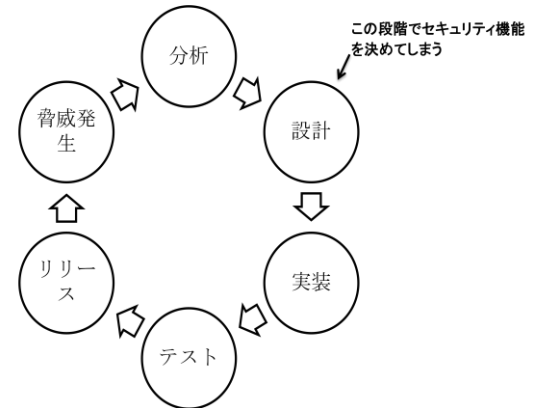 この段階でセキュリティ機能
を決めてしまう
分析
設計
実装
テスト
リリー
ス
脅威発
生